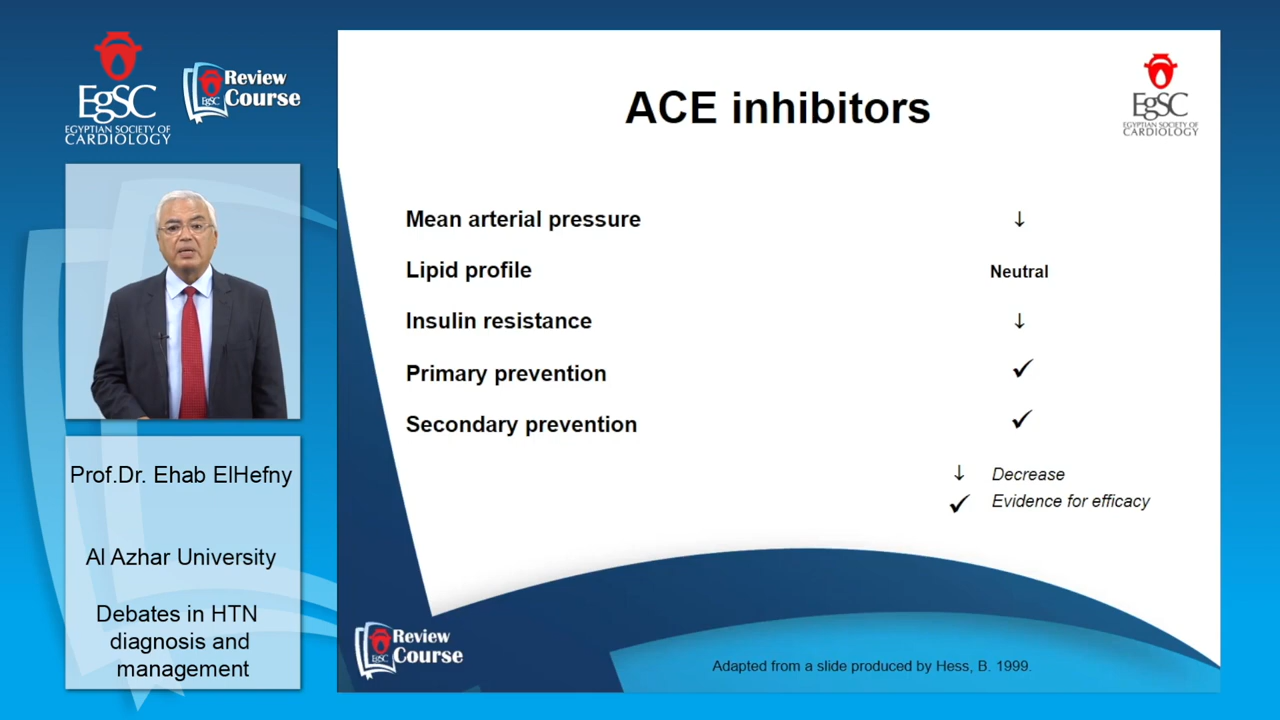 EgSC
EGYPTIAN SOCIETY OF
CARDIOLOGY
EgSC
Review
Course
Prof.Dr. Ehab ElHefny
Al Azhar University
Debates in HTN
diagnosis and
management
EgSC
EGYPTIAN SOCIETY OF
CARDIOLOGY
ACE inhibitors
Mean arterial pressure ↓
Lipid profile Neutral
Insulin resistance ↓
Primary prevention ✓
Secondary prevention ✓
↓ Decrease
✓ Evidence for efficacy
EgSC
Review
Course
Adapted from a slide produced by Hess, B. 1999.